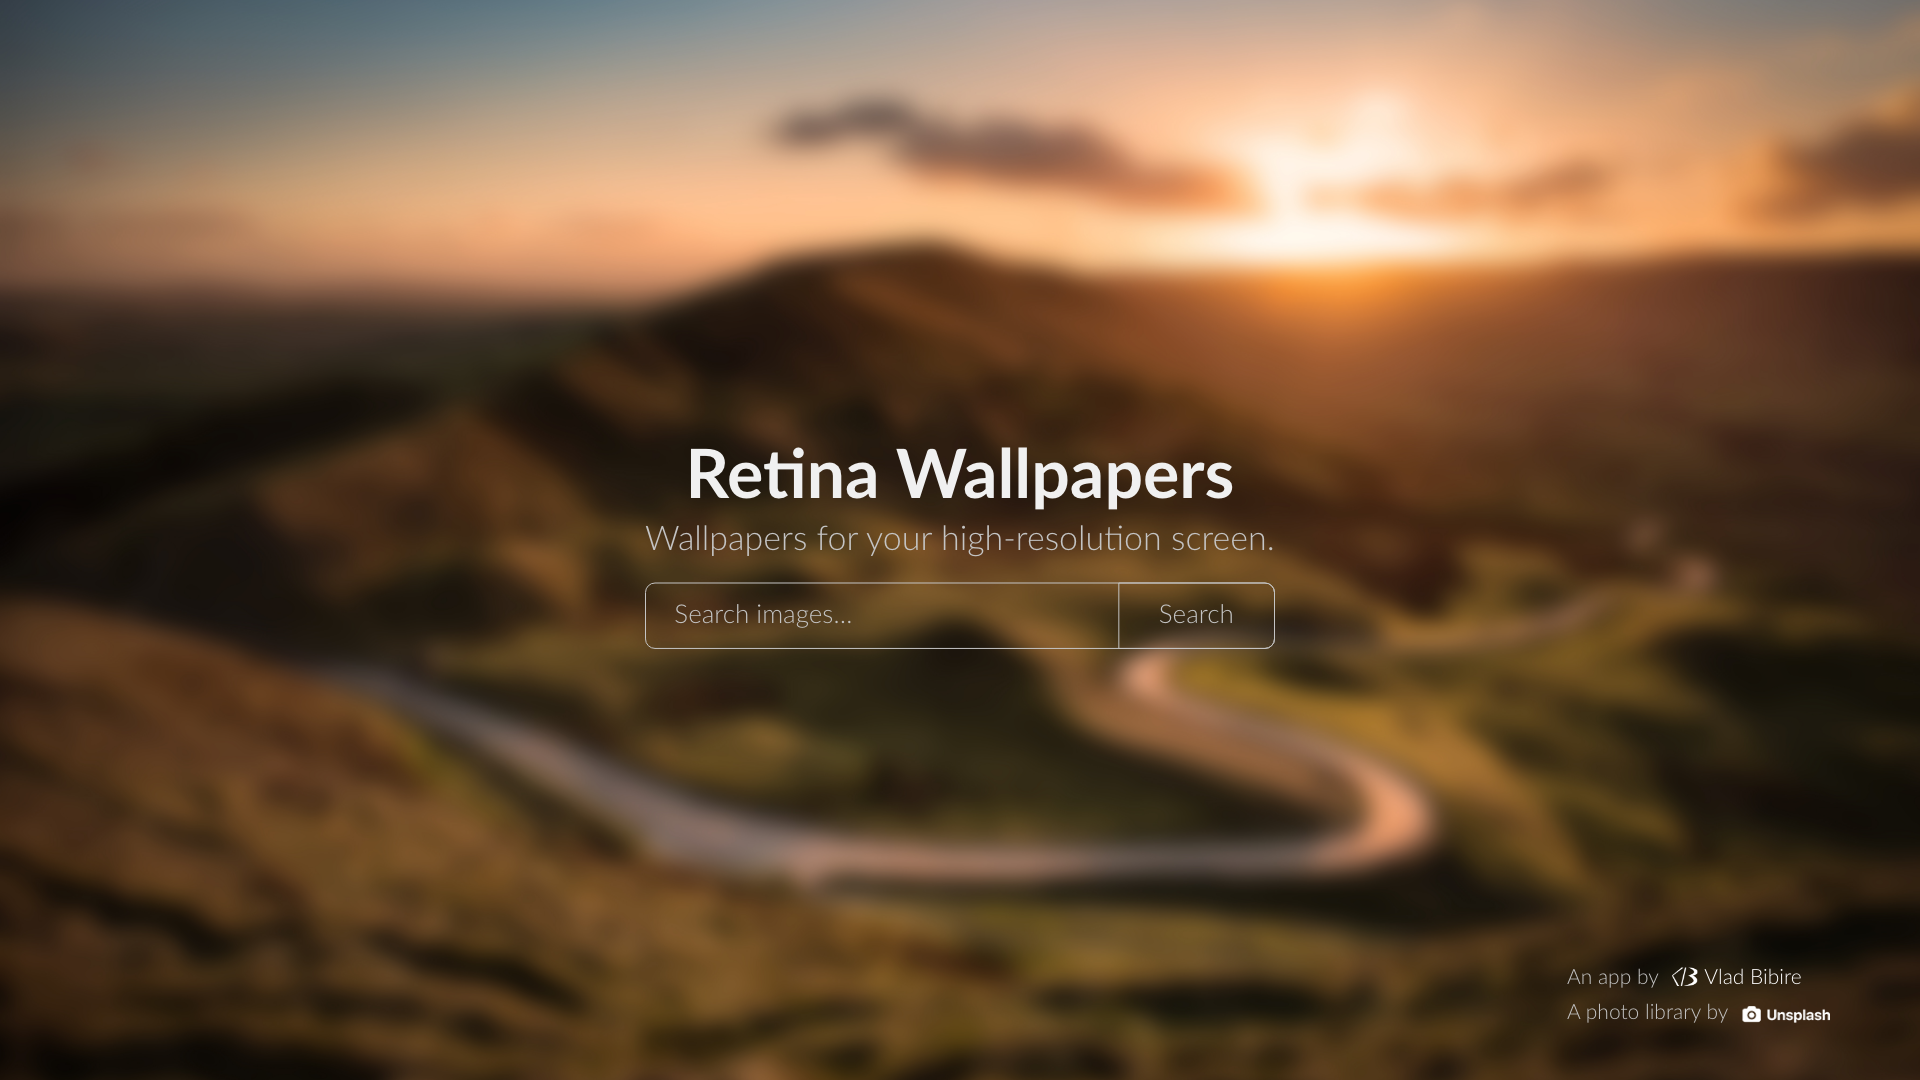 Retina Wallpapers
Wallpapers for your high-resolution screen.
Search images...
Search
An app by Vlad Bibire
A photo library by Unsplash